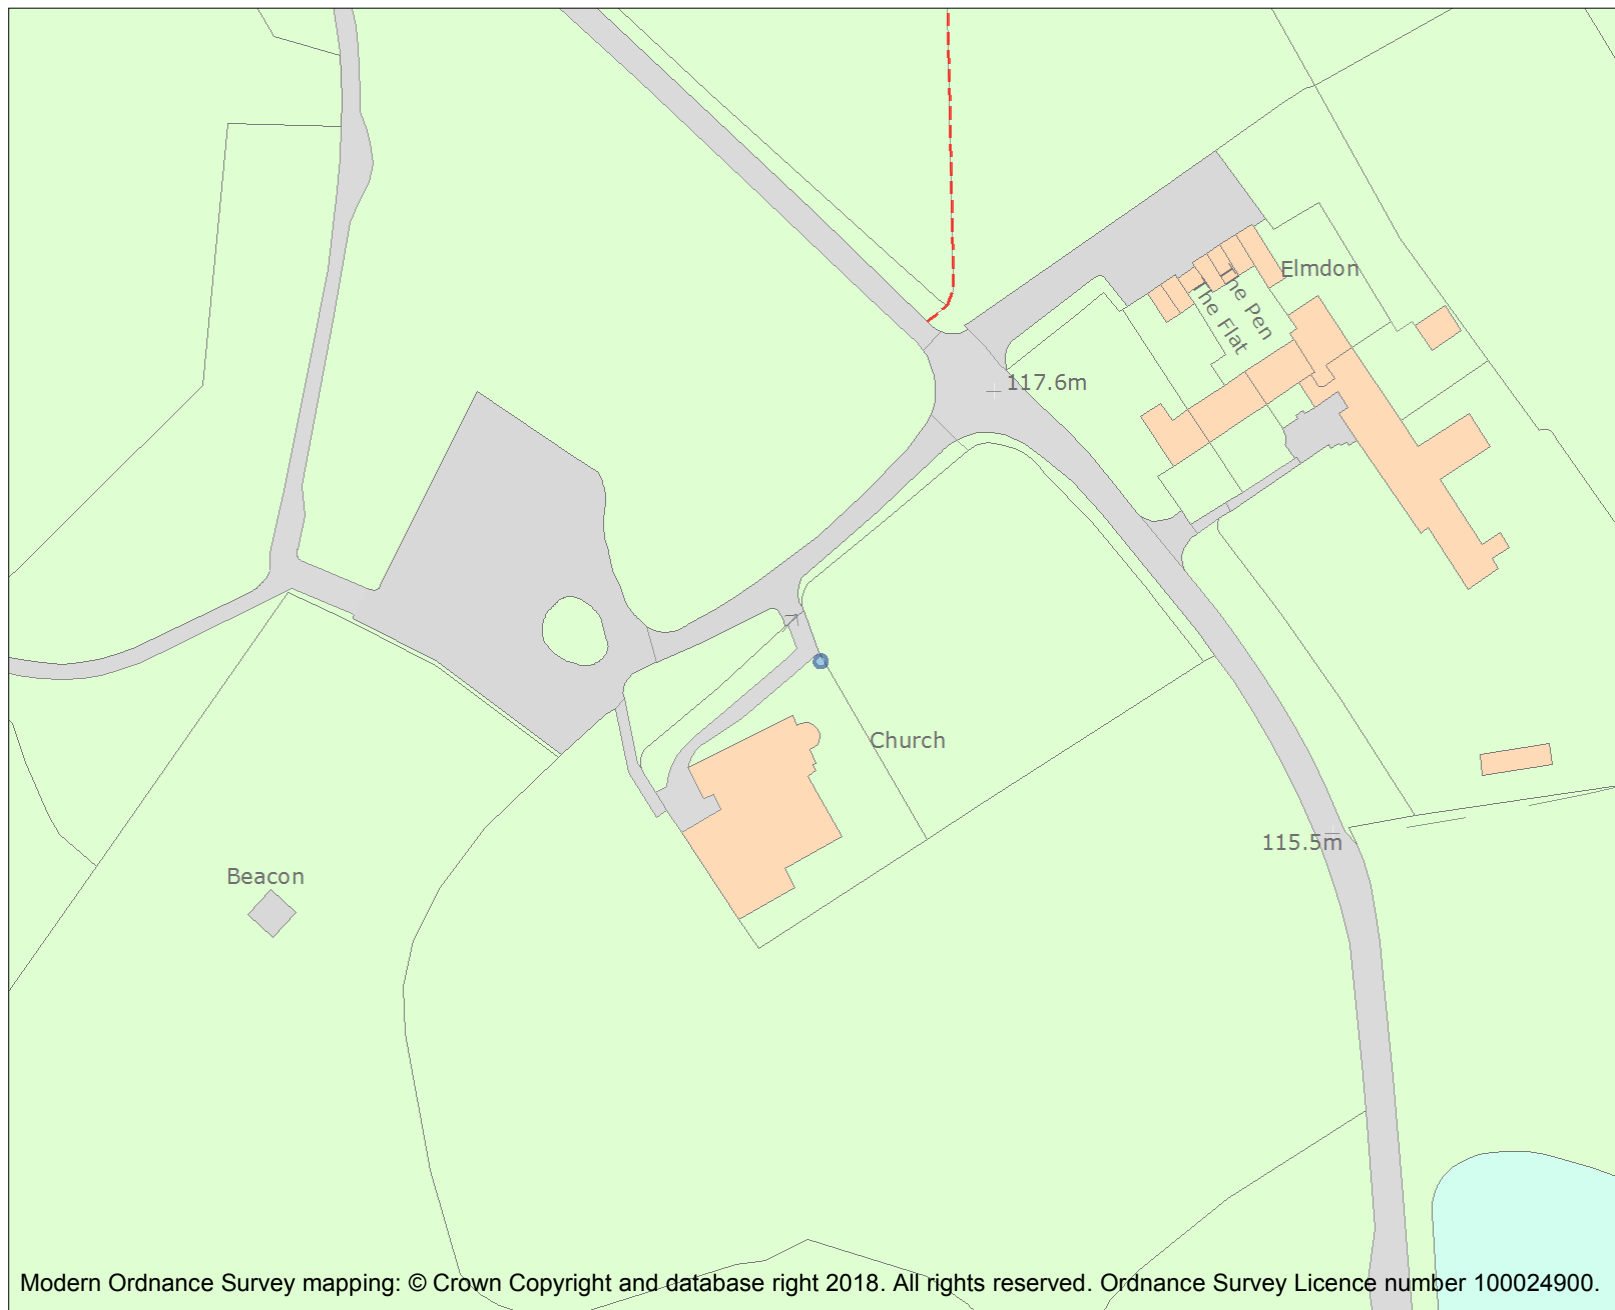 Elmdon
The Pen
The Flat
117.6m
Church
115.5m
Beacon
Modern Ordnance Survey mapping: © Crown Copyright and database right 2018. All rights reserved. Ordnance Survey Licence number 100024900.